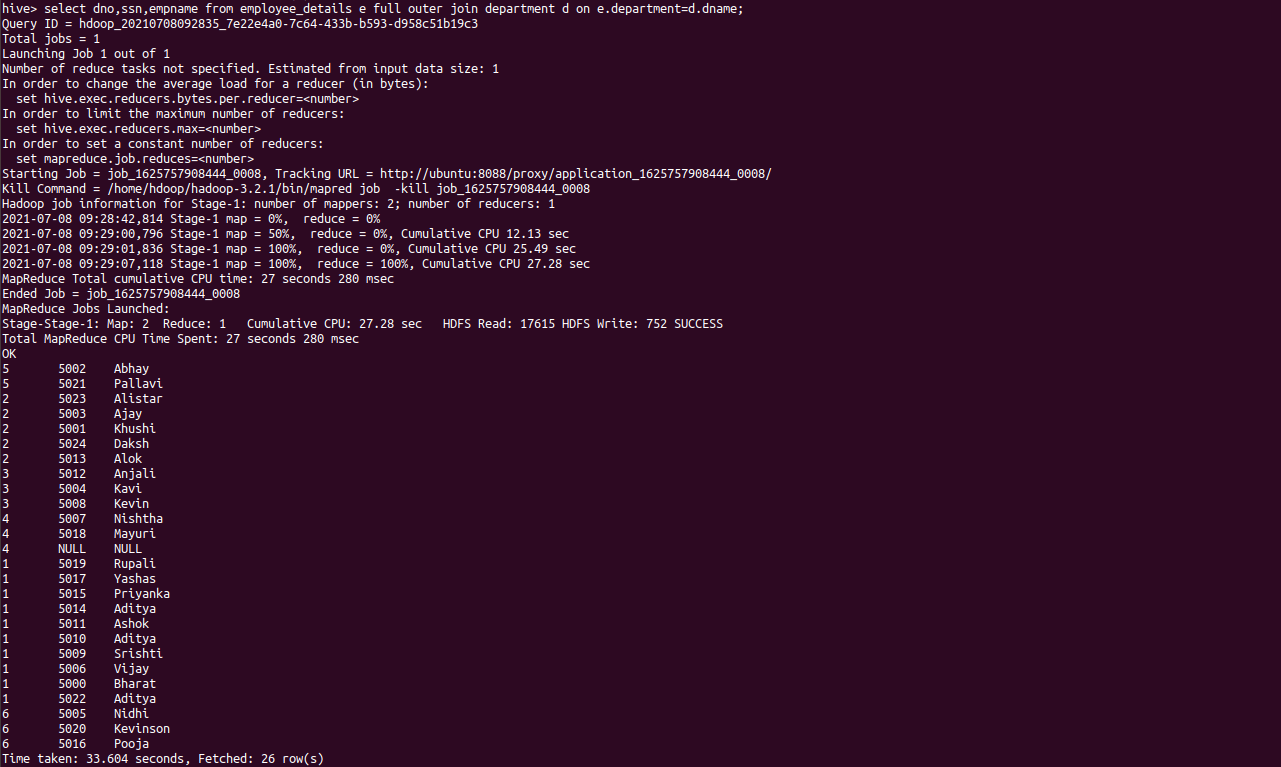 hive> select dno,ssn,empname from employee_details e full outer join department d on e.department=d.dname;
Query ID = hdoop_20210708092835_7e22e4a0-7c64-433b-b593-d958c51b19c3
Total jobs = 1
Launching Job 1 out of 1
Number of reduce tasks not specified. Estimated from input data size: 1
In order to change the average load for a reducer (in bytes):
  set hive.exec.reducers.bytes.per.reducer=<number>
In order to limit the maximum number of reducers:
  set hive.exec.reducers.max=<number>
In order to set a constant number of reducers:
  set mapreduce.job.reduces=<number>
Starting Job = job_1625757908444_0008, Tracking URL = http://ubuntu:8088/proxy/application_1625757908444_0008/
Kill Command = /home/hdoop/hadoop-3.2.1/bin/mapred job  -kill job_1625757908444_0008
Hadoop job information for Stage-1: number of mappers: 2; number of reducers: 1
2021-07-08 09:28:42,814 Stage-1 map = 0%,  reduce = 0%
2021-07-08 09:29:00,796 Stage-1 map = 50%,  reduce = 0%, Cumulative CPU 12.13 sec
2021-07-08 09:29:01,836 Stage-1 map = 100%,  reduce = 0%, Cumulative CPU 25.49 sec
2021-07-08 09:29:07,118 Stage-1 map = 100%,  reduce = 100%, Cumulative CPU 27.28 sec
MapReduce Total cumulative CPU time: 27 seconds 280 msec
Ended Job = job_1625757908444_0008
MapReduce Jobs Launched:
Stage-Stage-1: Map: 2  Reduce: 1   Cumulative CPU: 27.28 sec   HDFS Read: 17615 HDFS Write: 752 SUCCESS
Total MapReduce CPU Time Spent: 27 seconds 280 msec
OK
5	5002	Abhay
5	5021	Pallavi
2	5023	Alistar
2	5003	Ajay
2	5001	Khushi
2	5024	Daksh
2	5013	Alok
3	5012	Anjali
3	5004	Kavi
3	5008	Kevin
4	5007	Nishtha
4	5018	Mayuri
4	NULL	NULL
1	5019	Rupali
1	5017	Yashas
1	5015	Priyanka
1	5014	Aditya
1	5011	Ashok
1	5010	Aditya
1	5009	Srishti
1	5006	Vijay
1	5000	Bharat
1	5022	Aditya
6	5005	Nidhi
6	5020	Kevinson
6	5016	Pooja
Time taken: 33.604 seconds, Fetched: 26 row(s)